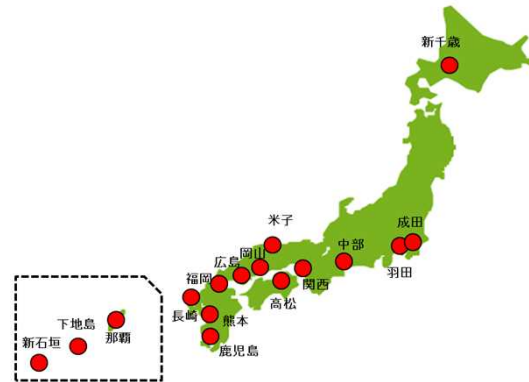 新千歳
成田
羽田
中部
米子
岡山
広島
関西
高松
福岡
長崎
熊本
鹿児島
下地島
那覇
新石垣